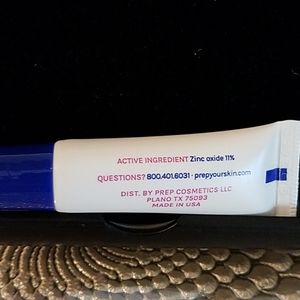 ACTIVE INGREDIENT Zinc oxide 11%
QUESTIONS? 800.401.6031 · prepyourskin.com
DIST. BY PREP COSMETICS LLC
PLANO TX 75093
MADE IN USA